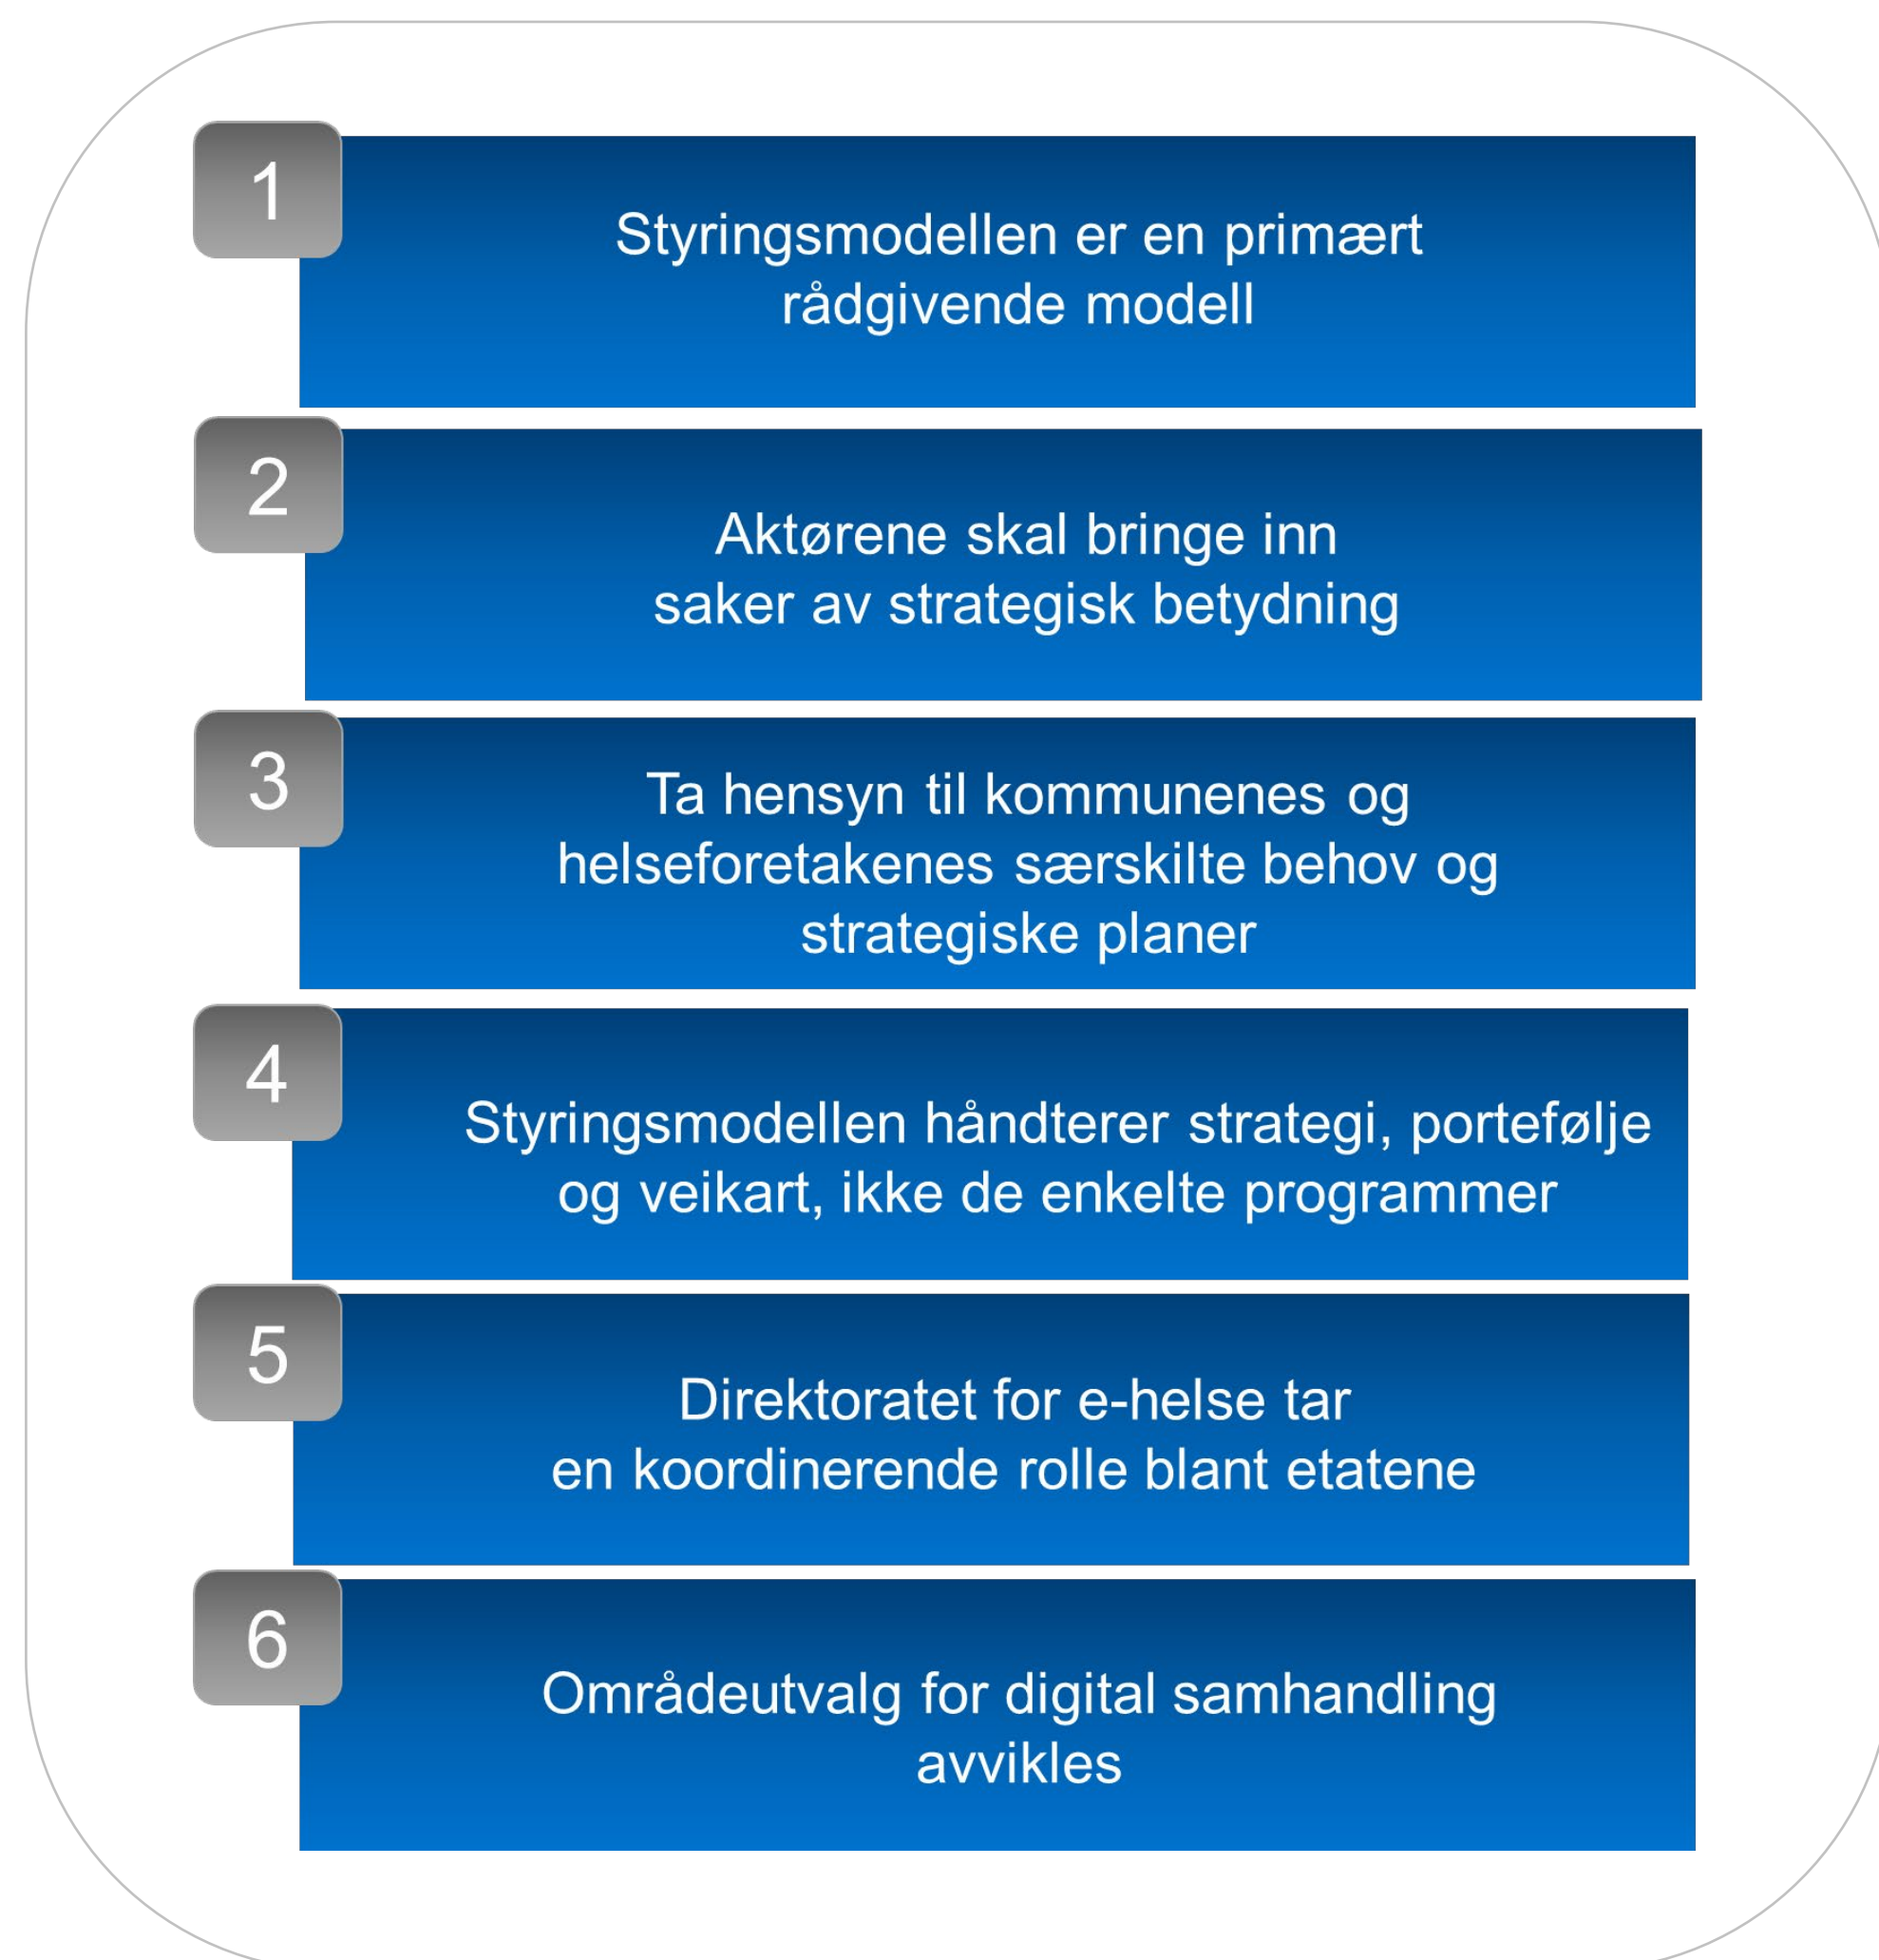 1
Styringsmodellen er en primært
rådgivende modell
2
Aktørene skal bringe inn
saker av strategisk betydning
3
Ta hensyn til kommunenes og
helseforetakenes særskilte behov og
strategiske planer
4
Styringsmodellen håndterer strategi, portefølje
og veikart, ikke de enkelte programmer
5
Direktoratet for e-helse tar
en koordinerende rolle blant etatene
6
Områdeutvalg for digital samhandling
avvikles